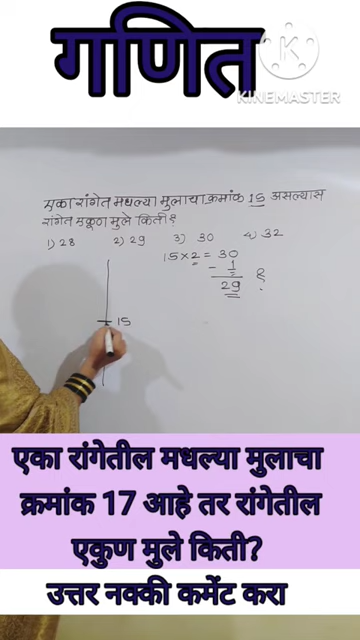 गणित
KINEMASTER
एका रांगेत मधल्या मुलाचा क्रमांक 15 असल्यास
रांगेत एकूण मुले किती?
1) 28 2) 29 3) 30 4) 32
15 × 2 = 30
- 1
29 ?
15
एका रांगेतील मधल्या मुलाचा
क्रमांक 17 आहे तर रांगेतील
एकुण मुले किती?
उत्तर नक्की कमेंट करा